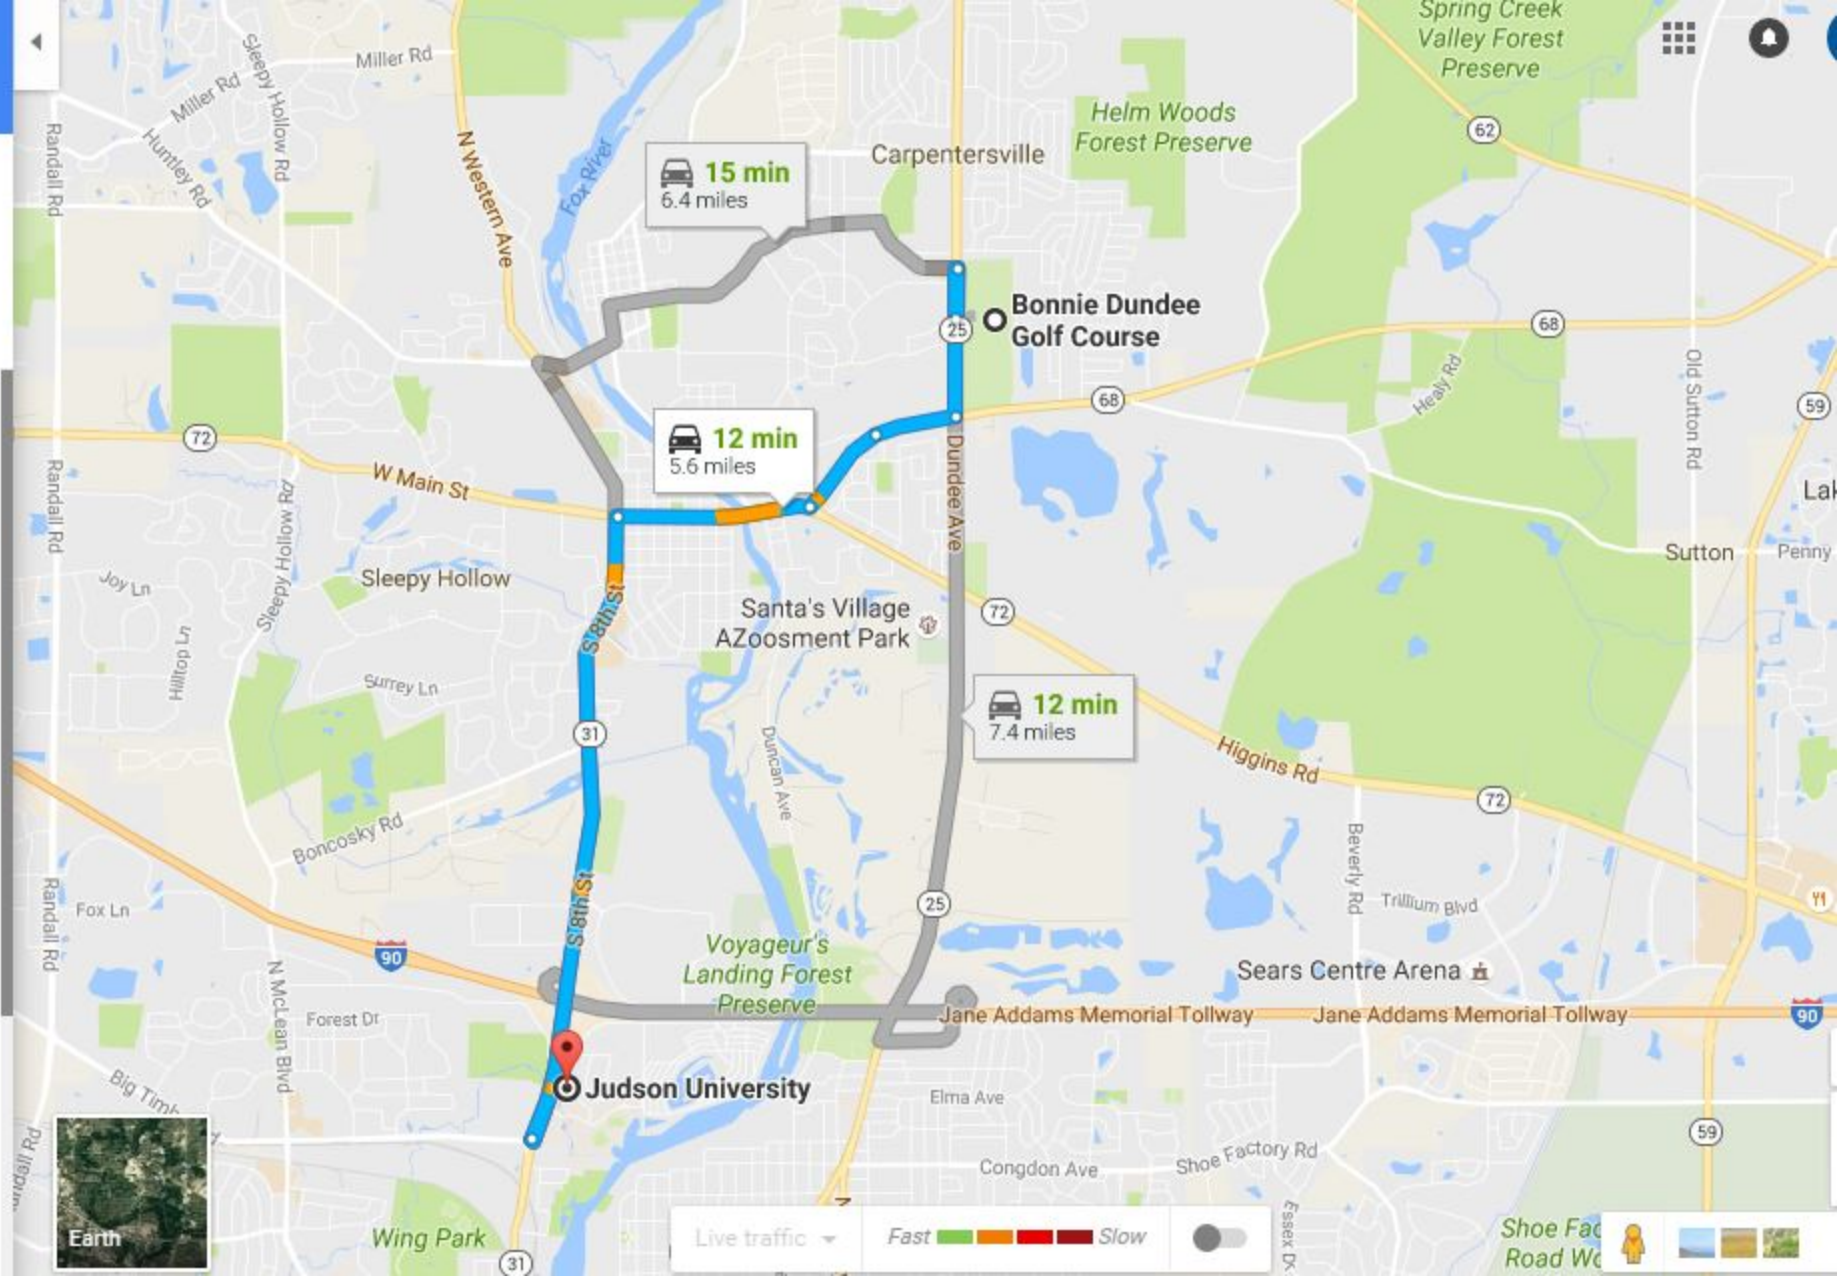 Spring Creek
Valley Forest
Preserve
Miller Rd
Miller Rd
Sleepy Hollow Rd
Huntley Rd
Randall Rd
N Western Ave
Fox River
Helm Woods
Forest Preserve
62
Carpentersville
15 min
6.4 miles
Bonnie Dundee
Golf Course
25
68
68
Healy Rd
Old Sutton Rd
59
72
W Main St
12 min
5.6 miles
Dundee Ave
Randall Rd
Sleepy Hollow Rd
Sutton
Penny
Joy Ln
Sleepy Hollow
S 8th St
Santa's Village
AZoosment Park
72
Hilltop Ln
Surrey Ln
12 min
7.4 miles
31
Duncan Ave
Higgins Rd
72
Boncosky Rd
Beverly Rd
Trillium Blvd
Randall Rd
Fox Ln
S 8th St
25
90
Voyageur's
Landing Forest
Preserve
Sears Centre Arena
N McLean Blvd
Forest Dr
Jane Addams Memorial Tollway
Jane Addams Memorial Tollway
90
Judson University
Big Timb
Elma Ave
59
Congdon Ave
Shoe Factory Rd
Earth
Wing Park
31
N
Live traffic
Fast
Slow
Essex Dr
Shoe Fac
Road Wo